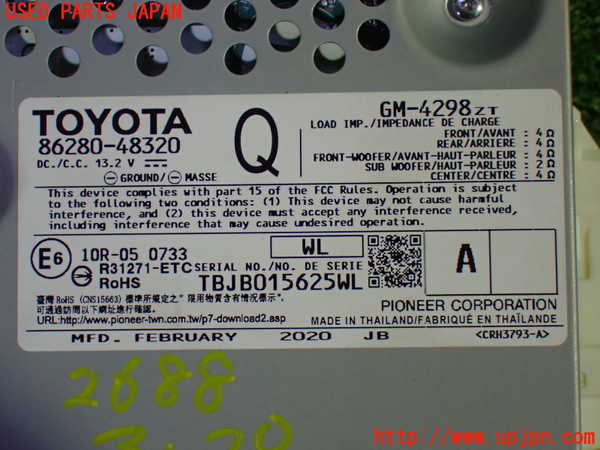 USED PARTS JAPAN
TOYOTA
86280-48320
DC./C.C. 13.2 V
GROUND/ MASSE
Q
GM-4298ZT
LOAD IMP./IMPEDANCE DE CHARGE
FRONT/AVANT : 4Ω
REAR/ARRIERE : 4Ω
FRONT-WOOFER/AVANT-HAUT-PARLEUR : 4Ω
SUB WOOFER/HAUT-PARLEUR : 2Ω
CENTER/CENTRE : 4Ω
This device complies with part 15 of the FCC Rules. Operation is subject
to the following two conditions: (1) This device may not cause harmful
interference, and (2) this device must accept any interference received,
including interference that may cause undesired operation.
E6 10R-05 0733
R31271-ETC
RoHS
WL
SERIAL NO./NO. DE SERIE
TBJB015625WL
A
臺灣 RoHS (CNS15663) 標準所規定之" 限用物質含有情況標示"
可透過訪問以下網址進行確認。
URL:http://www.pioneer-twn.com.tw/p7-download2.asp
PIONEER CORPORATION
MADE IN THAILAND/FABRIQUÉ EN THAÏLANDE
MFD. FEBRUARY 2020 JB
<CRH3793-A>
2688
UPJ
http://www.upjpn.com/